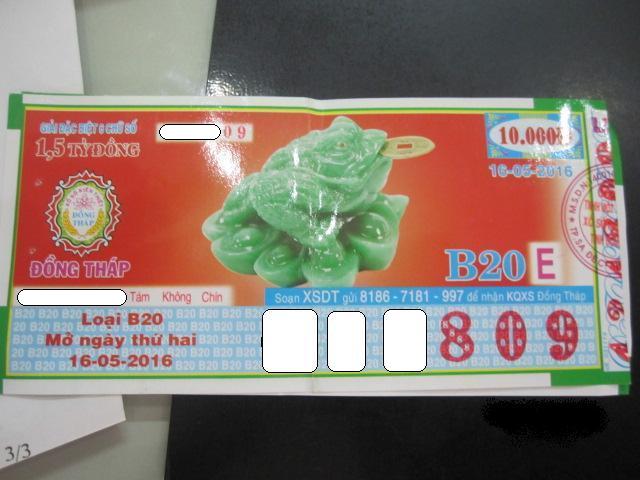 GIẢI ĐẶC BIỆT 6 CHỮ SỐ
09
1,5 TỶ ĐỒNG
10.000Đ
16-05-2016
ĐỒNG THÁP
ĐỒNG THÁP
B20 E
Tám Không Chín
Soạn XSDT gửi 8186 - 7181 - 997 để nhận KQXS Đồng Tháp
Loại B20
Mở ngày thứ hai
16-05-2016
809
3/3